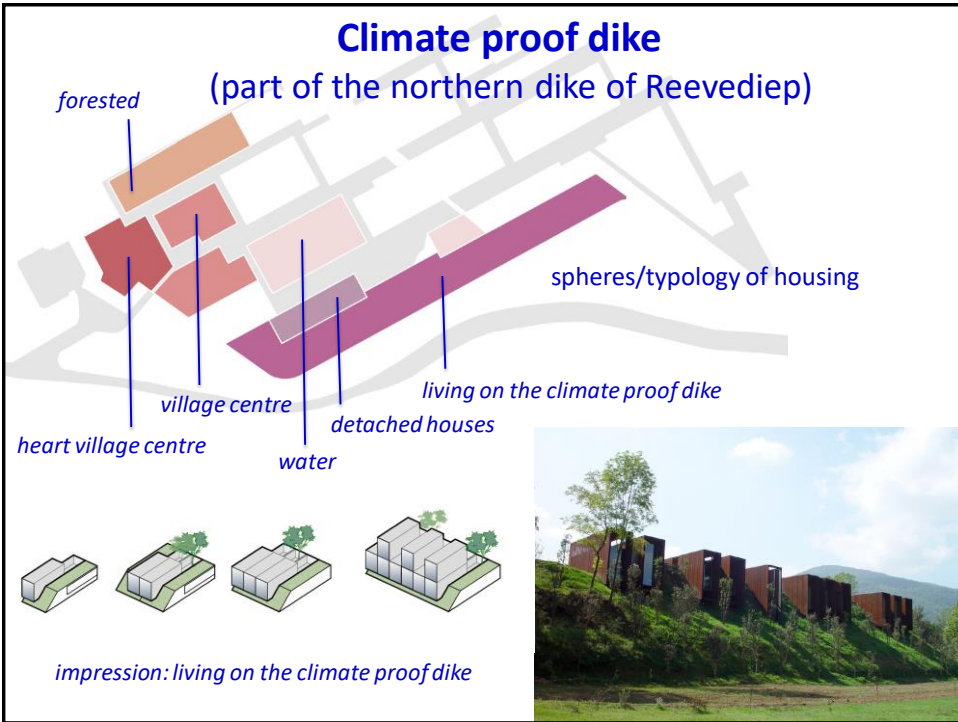 Climate proof dike
(part of the northern dike of Reevediep)
forested
spheres/typology of housing
living on the climate proof dike
village centre
detached houses
heart village centre
water
impression: living on the climate proof dike